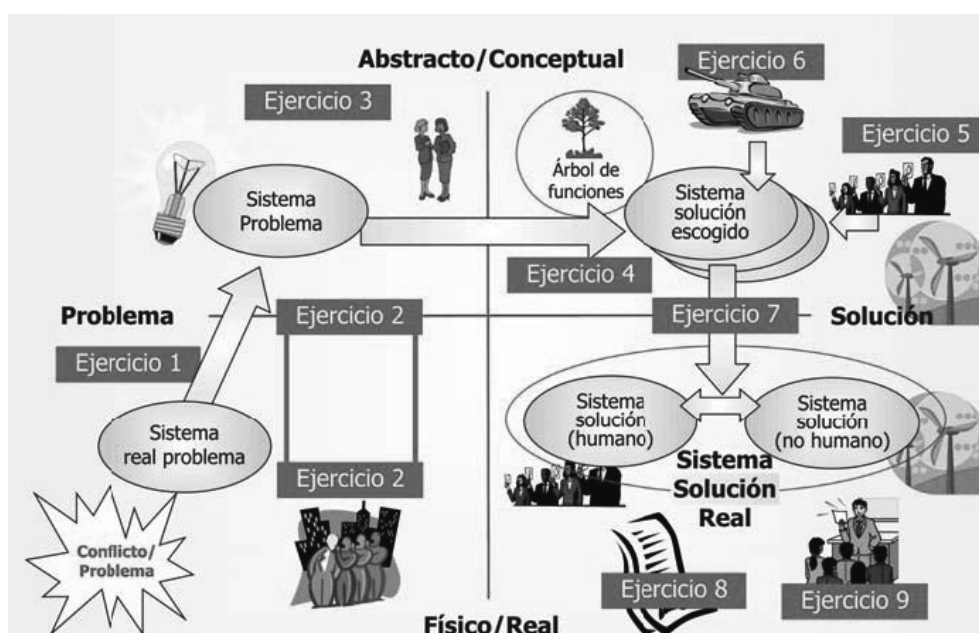 Abstracto/Conceptual
Ejercicio 6
Ejercicio 3
Ejercicio 5
Árbol de
funciones
Sistema
Problema
Sistema
solución
escogido
Ejercicio 4
Problema
Ejercicio 2
Ejercicio 7
Solución
Ejercicio 1
Sistema
real problema
Sistema
solución
(humano)
Sistema
solución
(no humano)
Ejercicio 2
Sistema
Solución
Real
Conflicto/
Problema
Ejercicio 8
Ejercicio 9
Físico/Real